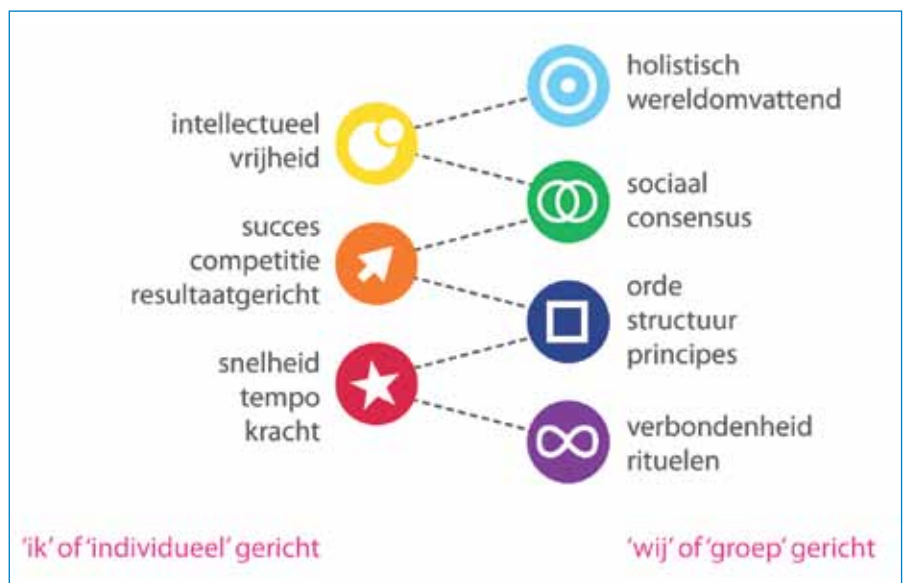 holistisch
wereldomvattend
intellectueel
vrijheid
sociaal
consensus
succes
competitie
resultaatgericht
orde
structuur
principes
snelheid
tempo
kracht
verbondenheid
rituelen
'ik' of 'individueel' gericht
'wij' of 'groep' gericht